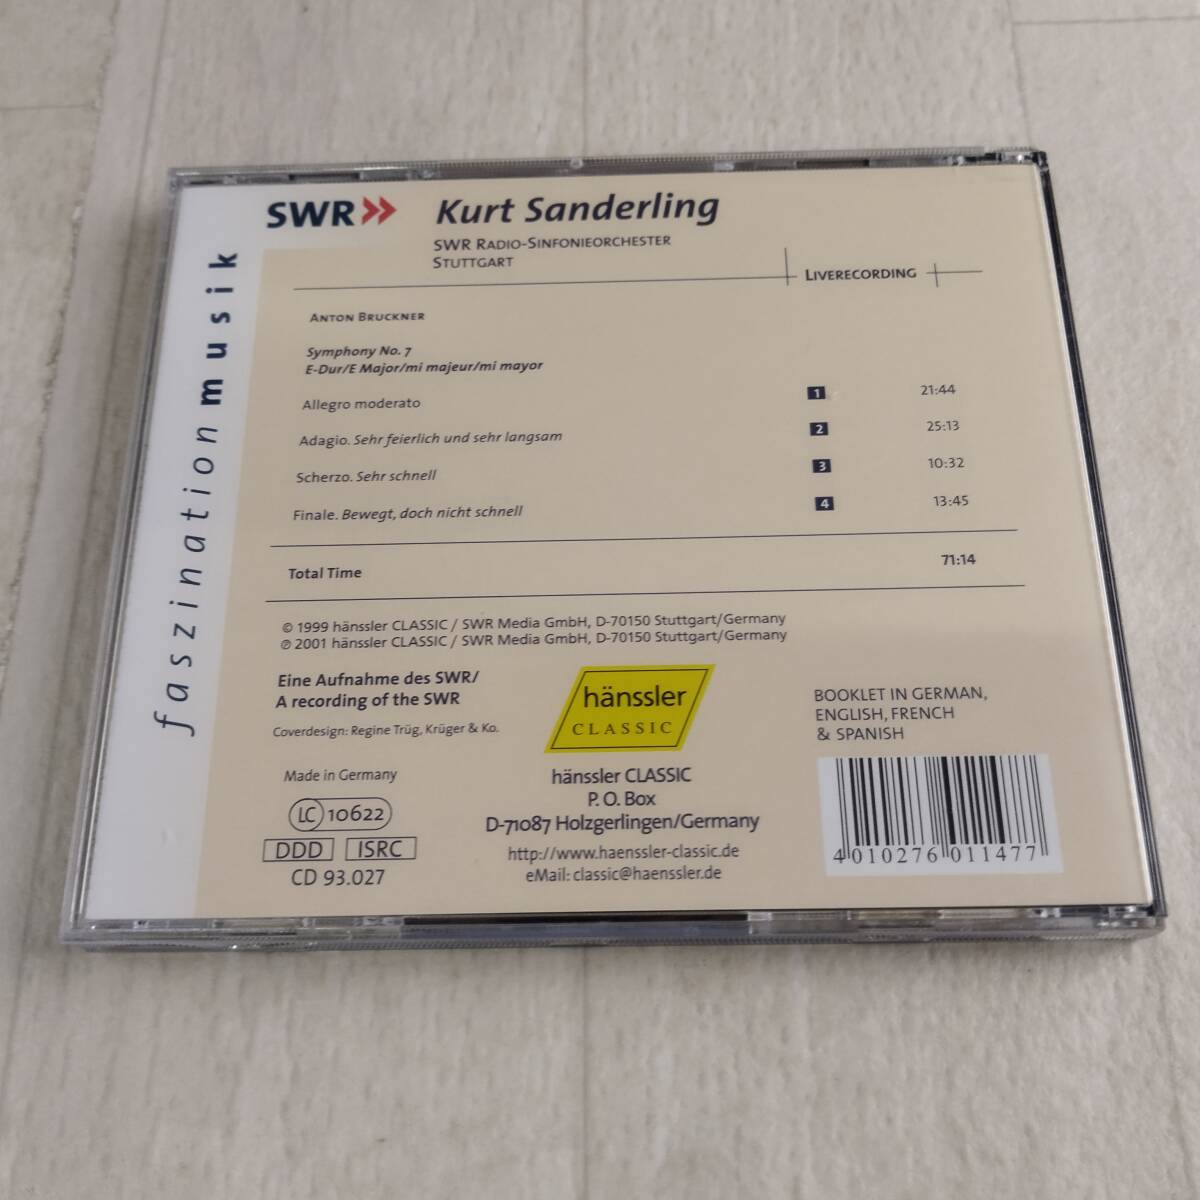 faszination musik
SWR
Kurt Sanderling
SWR Radio-Sinfonieorchester
Stuttgart
Liverecording
Anton Bruckner
Symphony No. 7
E-Dur/E Major/mi majeur/mi mayor
Allegro moderato 1 21:44
Adagio. Sehr feierlich und sehr langsam 2 25:13
Scherzo. Sehr schnell 3 10:32
Finale. Bewegt, doch nicht schnell 4 13:45
Total Time 71:14
© 1999 hänssler CLASSIC / SWR Media GmbH, D-70150 Stuttgart/Germany
℗ 2001 hänssler CLASSIC / SWR Media GmbH, D-70150 Stuttgart/Germany
Eine Aufnahme des SWR/
A recording of the SWR
Coverdesign: Regine Trüg, Krüger & Ko.
Made in Germany
LC 10622
DDD ISRC
CD 93.027
hänssler
CLASSIC
hänssler CLASSIC
P. O. Box
D-71087 Holzgerlingen/Germany
http://www.haenssler-classic.de
eMail: classic@haenssler.de
BOOKLET IN GERMAN,
ENGLISH, FRENCH
& SPANISH
4 010276 011477